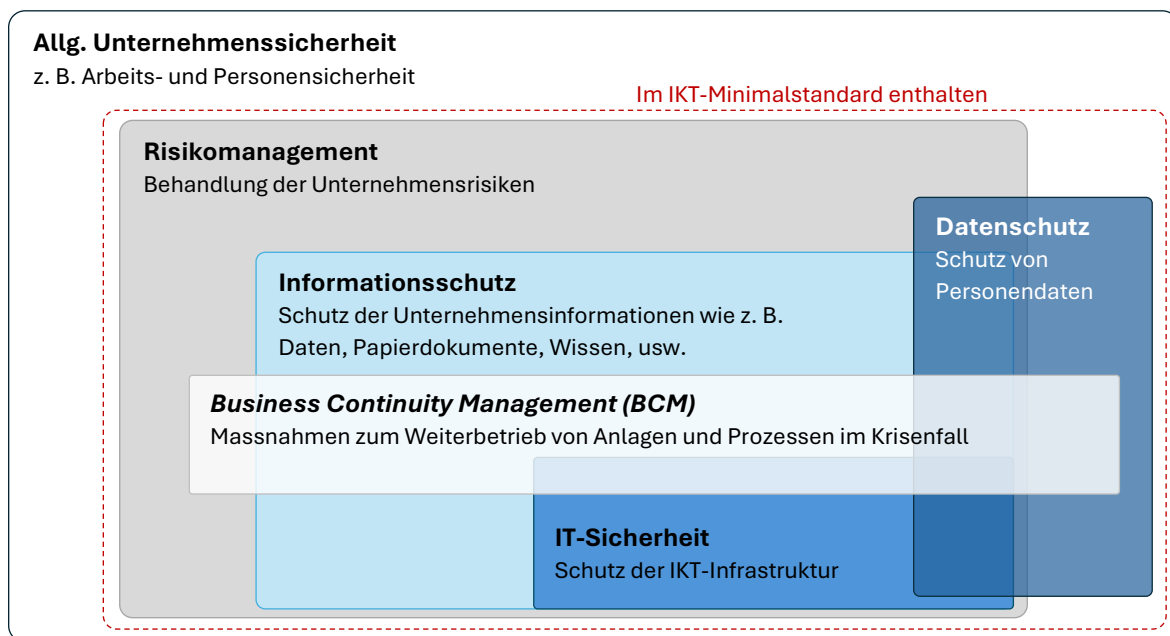 Allg. Unternehmenssicherheit
z. B. Arbeits- und Personensicherheit
Im IKT-Minimalstandard enthalten
Risikomanagement
Behandlung der Unternehmensrisiken
Datenschutz
Schutz von
Personendaten
Informationsschutz
Schutz der Unternehmensinformationen wie z. B.
Daten, Papierdokumente, Wissen, usw.
Business Continuity Management (BCM)
Massnahmen zum Weiterbetrieb von Anlagen und Prozessen im Krisenfall
IT-Sicherheit
Schutz der IKT-Infrastruktur